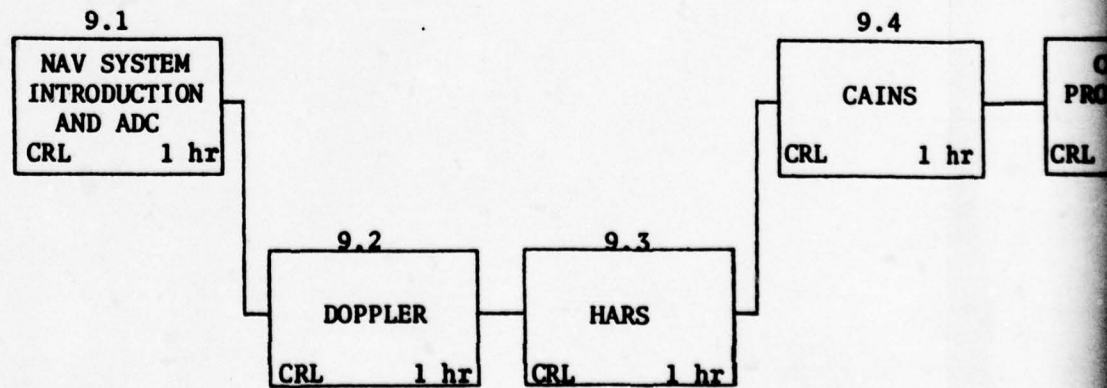 9.1
NAV SYSTEM
INTRODUCTION
AND ADC
CRL 1 hr
9.2
DOPPLER
CRL 1 hr
9.3
HARS
CRL 1 hr
9.4
CAINS
CRL 1 hr
CRL